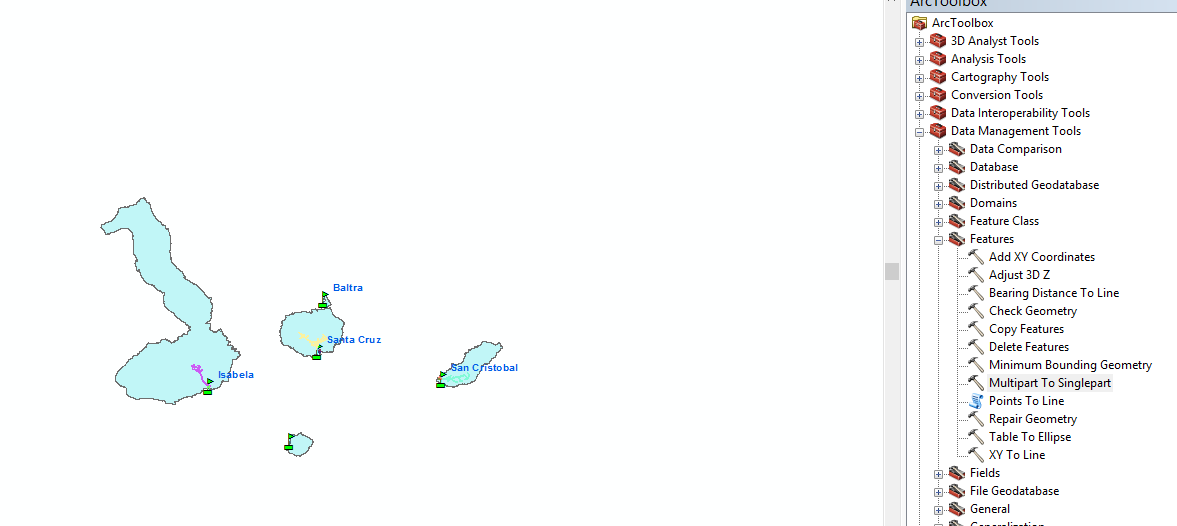 Baltra
Santa Cruz
San Cristobal
Isabela
ArcToolbox
ArcToolbox
3D Analyst Tools
Analysis Tools
Cartography Tools
Conversion Tools
Data Interoperability Tools
Data Management Tools
Data Comparison
Database
Distributed Geodatabase
Domains
Feature Class
Features
Add XY Coordinates
Adjust 3D Z
Bearing Distance To Line
Check Geometry
Copy Features
Delete Features
Minimum Bounding Geometry
Multipart To Singlepart
Points To Line
Repair Geometry
Table To Ellipse
XY To Line
Fields
File Geodatabase
General
Generalization